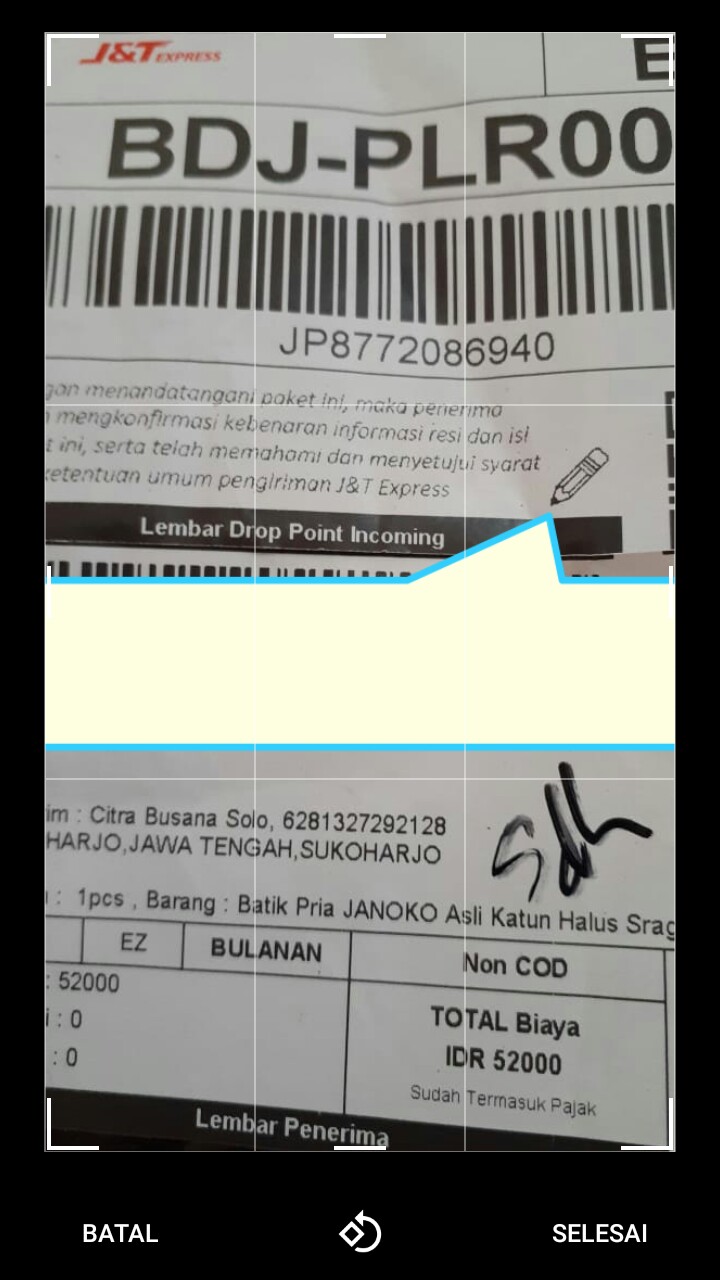 J&T EXPRESS
BDJ-PLR00
JP8772086940
menandatangani paket ini, maka penerima
mengkonfirmasi kebenaran informasi resi dan isi
ini, serta telah memahami dan menyetujui syarat
ketentuan umum pengiriman J&T Express
Lembar Drop Point Incoming
: Citra Busana Solo, 6281327292128
HARJO,JAWA TENGAH,SUKOHARJO
: 1pcs , Barang : Batik Pria JANOKO Asli Katun Halus Srag
EZ BULANAN Non COD
: 52000
: 0
: 0
TOTAL Biaya
IDR 52000
Sudah Termasuk Pajak
Lembar Penerima
BATAL SELESAI